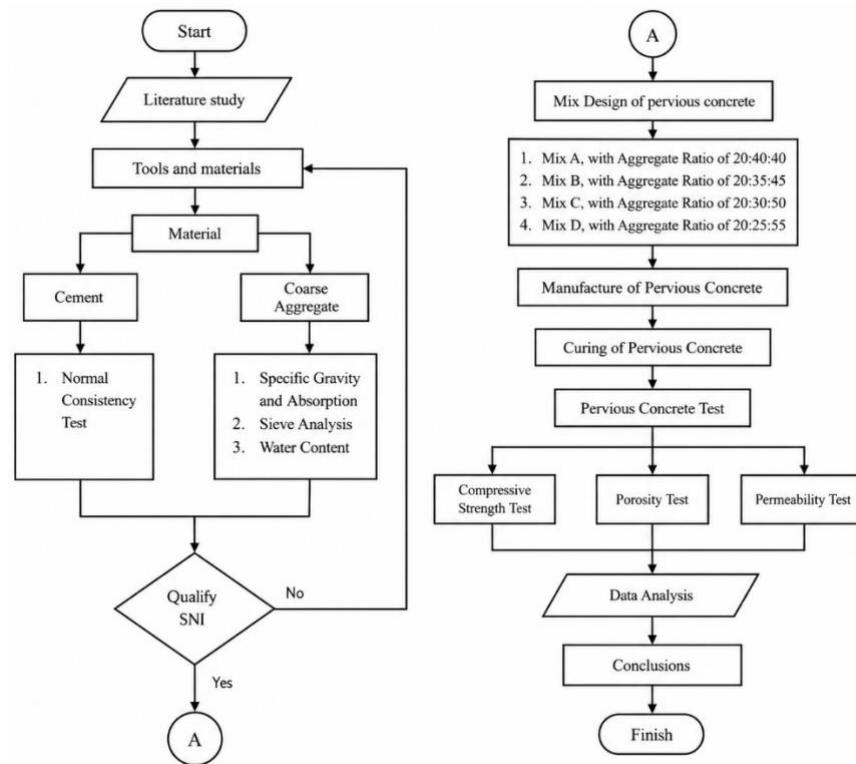 Start
Literature study
Tools and materials
Material
Cement
Coarse
Aggregate
1. Normal
Consistency
Test
1. Specific Gravity
and Absorption
2. Sieve Analysis
3. Water Content
Qualify
SNI
No
Yes
A
A
Mix Design of pervious concrete
1. Mix A, with Aggregate Ratio of 20:40:40
2. Mix B, with Aggregate Ratio of 20:35:45
3. Mix C, with Aggregate Ratio of 20:30:50
4. Mix D, with Aggregate Ratio of 20:25:55
Manufacture of Pervious Concrete
Curing of Pervious Concrete
Pervious Concrete Test
Compressive
Strength Test
Porosity Test
Permeability Test
Data Analysis
Conclusions
Finish